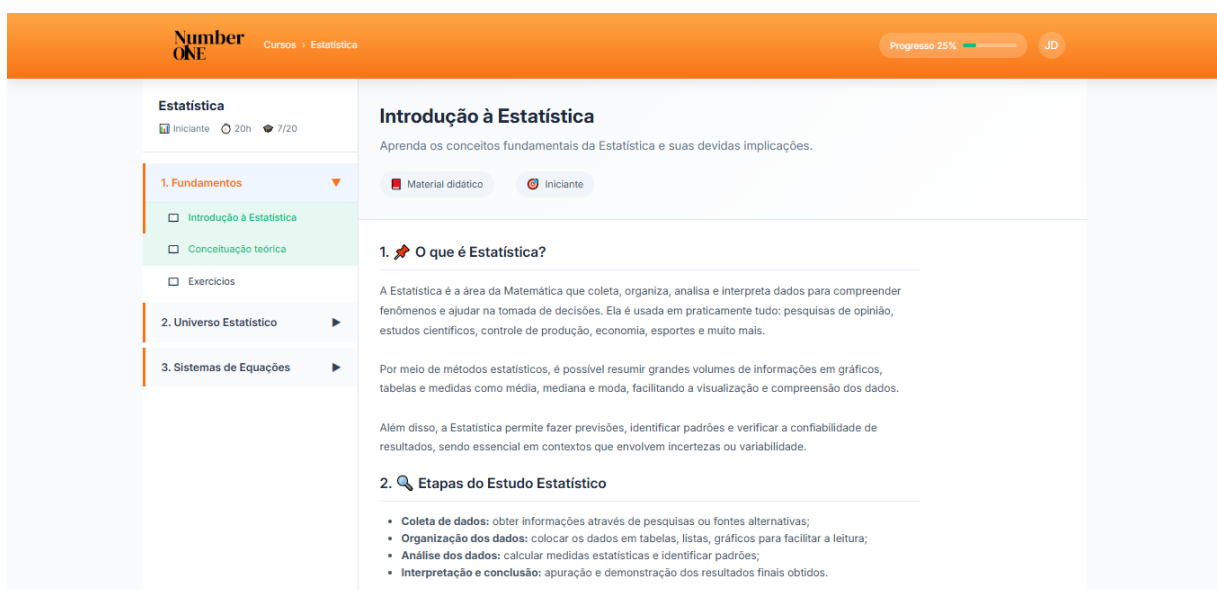 Number
ONE
Cursos › Estatística
Progresso 25%
JD
Estatística
Iniciante 20h 7/20
1. Fundamentos
Introdução à Estatística
Conceituação teórica
Exercícios
2. Universo Estatístico
3. Sistemas de Equações
Introdução à Estatística
Aprenda os conceitos fundamentais da Estatística e suas devidas implicações.
Material didático
Iniciante
1. O que é Estatística?
A Estatística é a área da Matemática que coleta, organiza, analisa e interpreta dados para compreender
fenômenos e ajudar na tomada de decisões. Ela é usada em praticamente tudo: pesquisas de opinião,
estudos científicos, controle de produção, economia, esportes e muito mais.
Por meio de métodos estatísticos, é possível resumir grandes volumes de informações em gráficos,
tabelas e medidas como média, mediana e moda, facilitando a visualização e compreensão dos dados.
Além disso, a Estatística permite fazer previsões, identificar padrões e verificar a confiabilidade de
resultados, sendo essencial em contextos que envolvem incertezas ou variabilidade.
2. Etapas do Estudo Estatístico
• Coleta de dados: obter informações através de pesquisas ou fontes alternativas;
• Organização dos dados: colocar os dados em tabelas, listas, gráficos para facilitar a leitura;
• Análise dos dados: calcular medidas estatísticas e identificar padrões;
• Interpretação e conclusão: apuração e demonstração dos resultados finais obtidos.